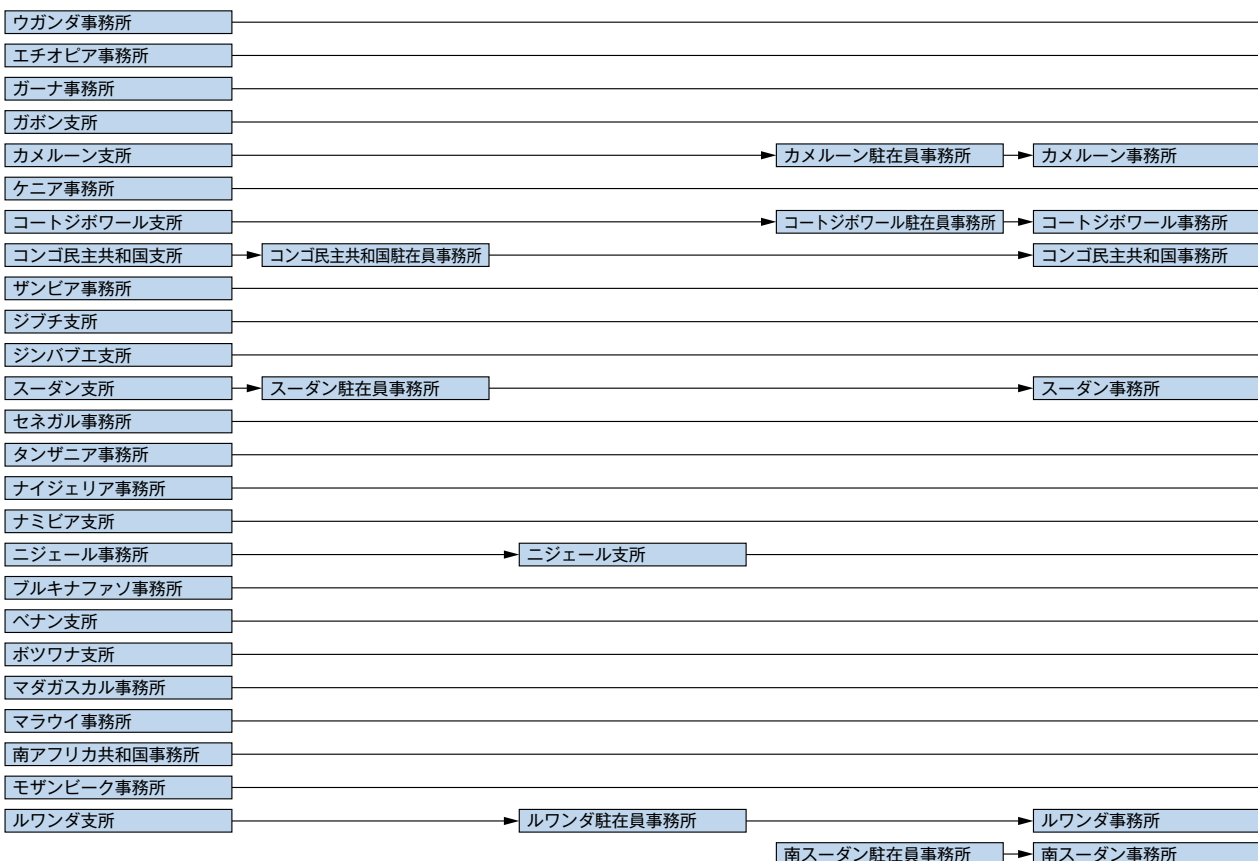 ウガンダ事務所
エチオピア事務所
ガーナ事務所
ガボン支所
カメルーン支所 カメルーン駐在員事務所 カメルーン事務所
ケニア事務所
コートジボワール支所 コートジボワール駐在員事務所 コートジボワール事務所
コンゴ民主共和国支所 コンゴ民主共和国駐在員事務所 コンゴ民主共和国事務所
ザンビア事務所
ジブチ支所
ジンバブエ支所
スーダン支所 スーダン駐在員事務所 スーダン事務所
セネガル事務所
タンザニア事務所
ナイジェリア事務所
ナミビア支所
ニジェール事務所 ニジェール支所
ブルキナファソ事務所
ベナン支所
ボツワナ支所
マダガスカル事務所
マラウイ事務所
南アフリカ共和国事務所
モザンビーク事務所
ルワンダ支所 ルワンダ駐在員事務所 ルワンダ事務所
南スーダン駐在員事務所 南スーダン事務所